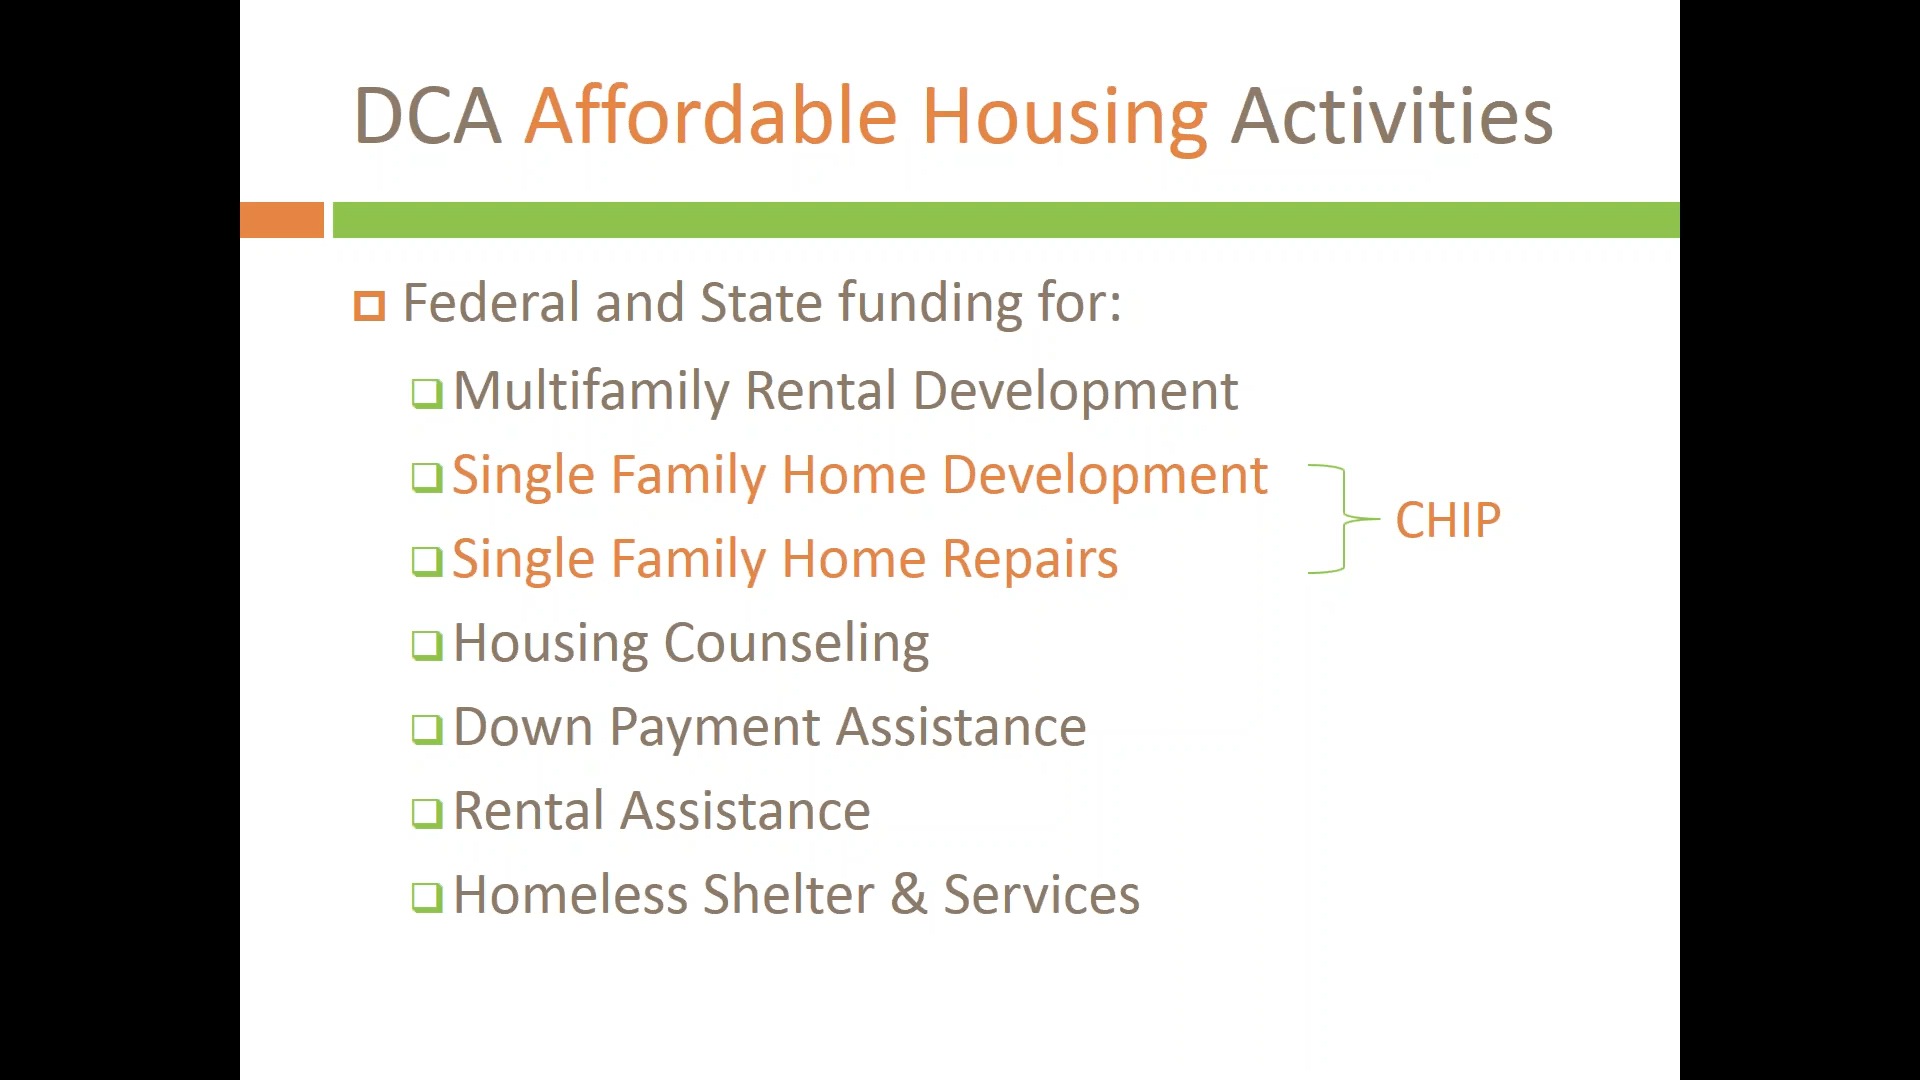 DCA Affordable Housing Activities
Federal and State funding for:
Multifamily Rental Development
Single Family Home Development
Single Family Home Repairs
CHIP
Housing Counseling
Down Payment Assistance
Rental Assistance
Homeless Shelter & Services